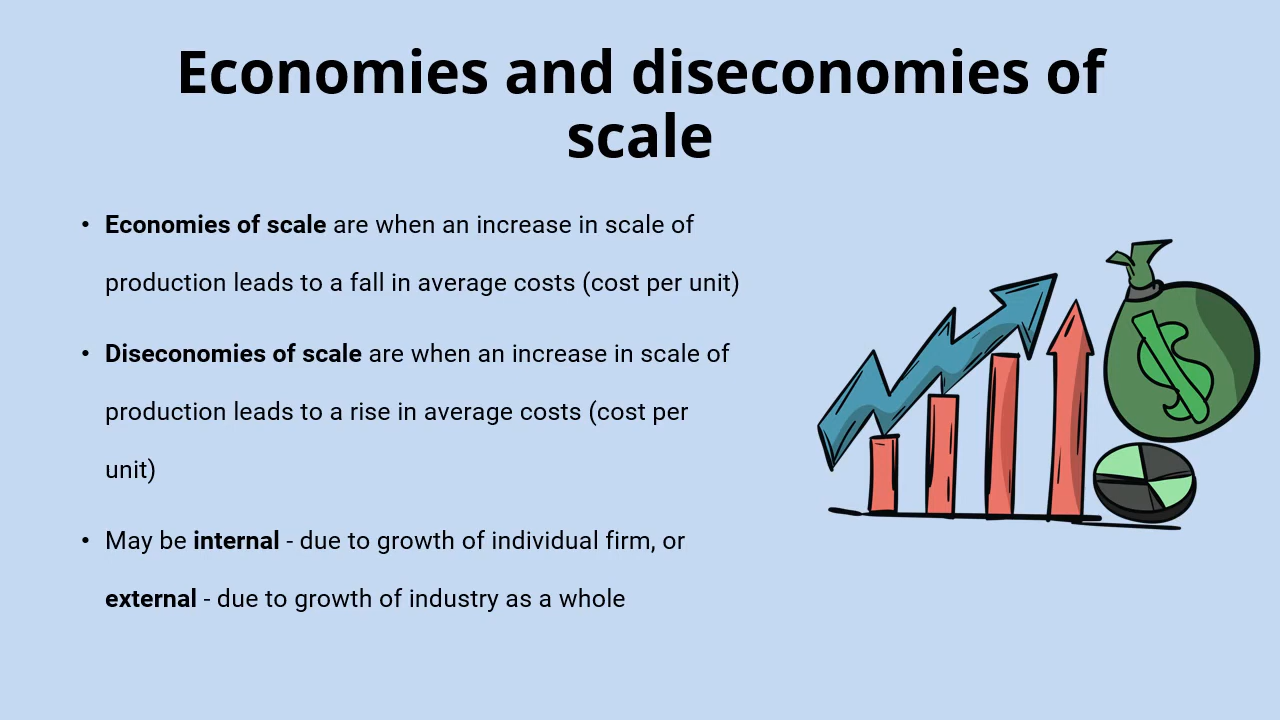 Economies and diseconomies of
scale
• Economies of scale are when an increase in scale of
production leads to a fall in average costs (cost per unit)
• Diseconomies of scale are when an increase in scale of
production leads to a rise in average costs (cost per
unit)
• May be internal - due to growth of individual firm, or
external - due to growth of industry as a whole
$